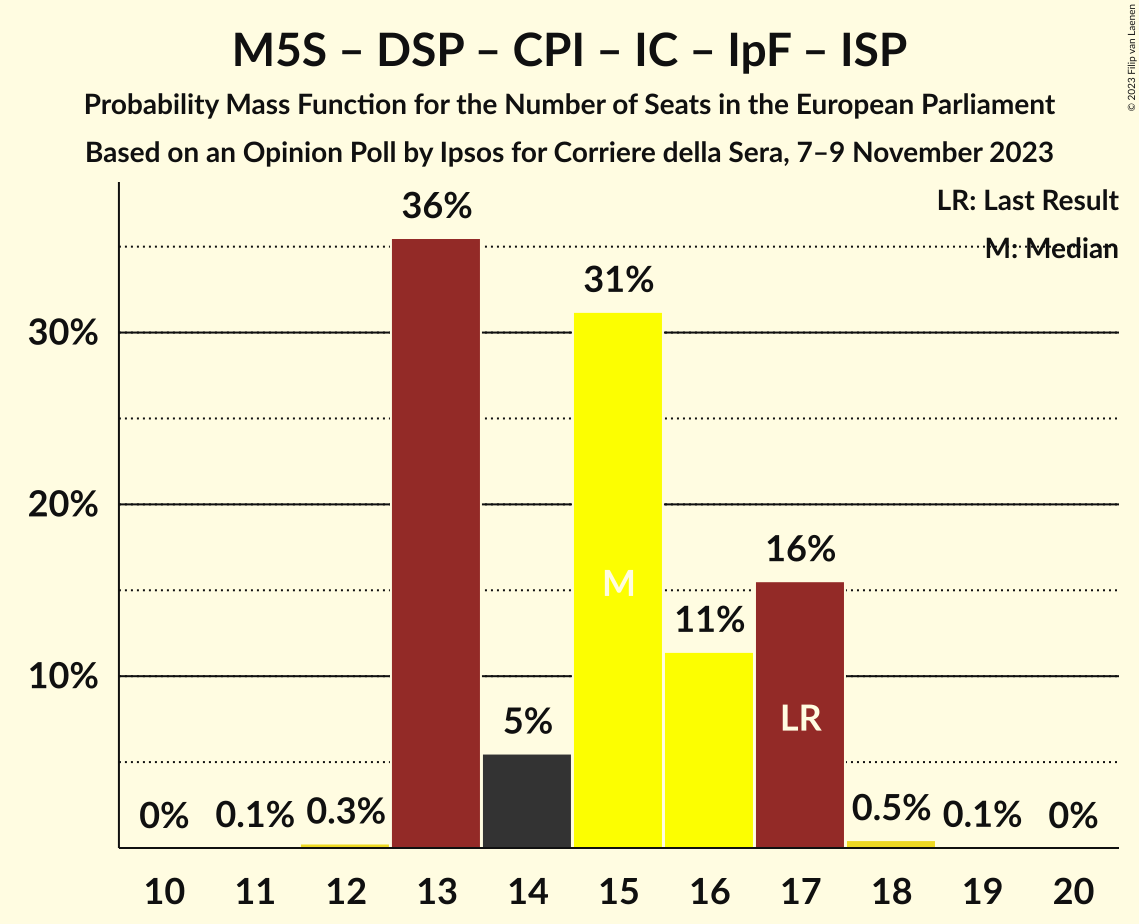 M5S – DSP – CPI – IC – IpF – ISP
Probability Mass Function for the Number of Seats in the European Parliament
Based on an Opinion Poll by Ipsos for Corriere della Sera, 7–9 November 2023
© 2023 Filip van Laenen
LR: Last Result
M: Median
36%
31%
30%
20%
16%
M
11%
10%
LR
5%
0% 0.1% 0.3% 0.5% 0.1% 0%
10 11 12 13 14 15 16 17 18 19 20